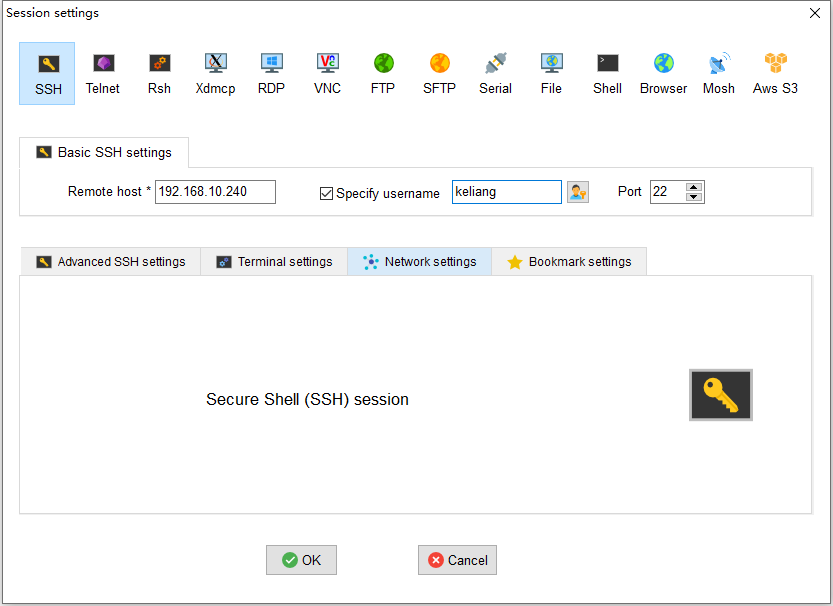 Session settings
SSH Telnet Rsh Xdmcp RDP VNC FTP SFTP Serial File Shell Browser Mosh Aws S3
Basic SSH settings
Remote host * 192.168.10.240 Specify username keliang Port 22
Advanced SSH settings Terminal settings Network settings Bookmark settings
Secure Shell (SSH) session
OK Cancel